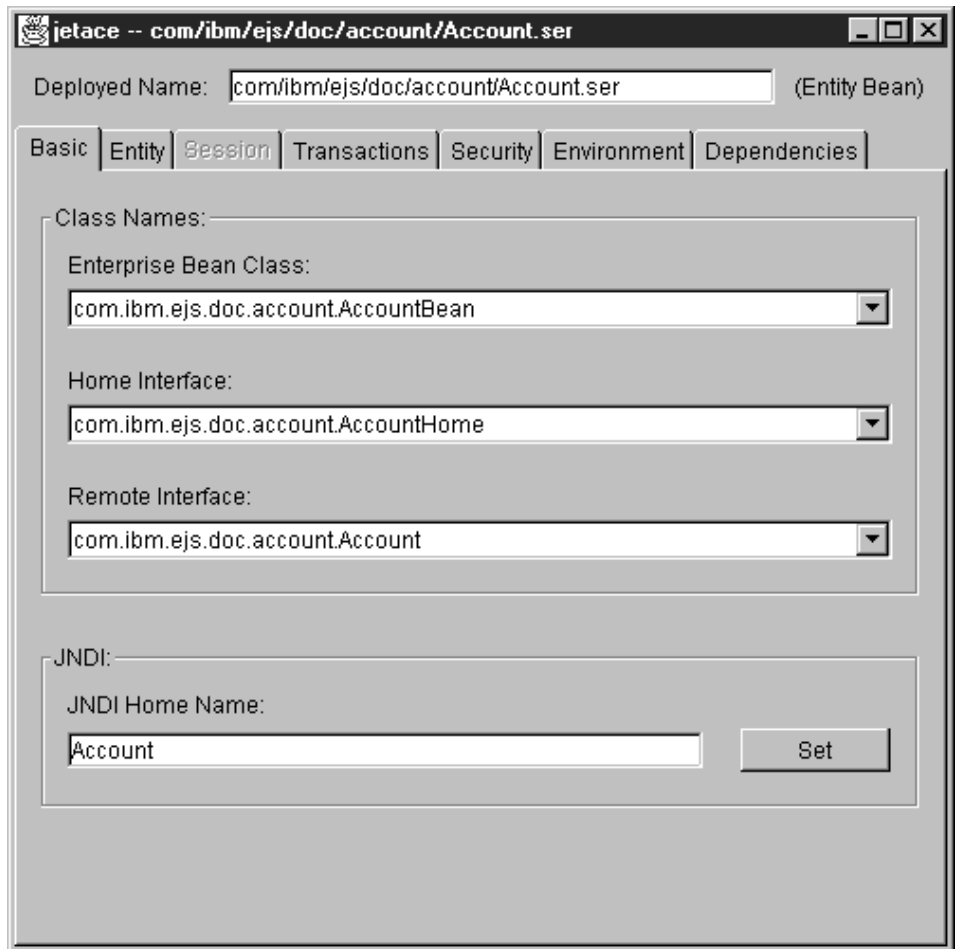 jetace -- com/ibm/ejs/doc/account/Account.ser
Deployed Name: com/ibm/ejs/doc/account/Account.ser (Entity Bean)
Basic Entity Session Transactions Security Environment Dependencies
Class Names:
Enterprise Bean Class:
com.ibm.ejs.doc.account.AccountBean
Home Interface:
com.ibm.ejs.doc.account.AccountHome
Remote Interface:
com.ibm.ejs.doc.account.Account
JNDI:
JNDI Home Name:
Account Set